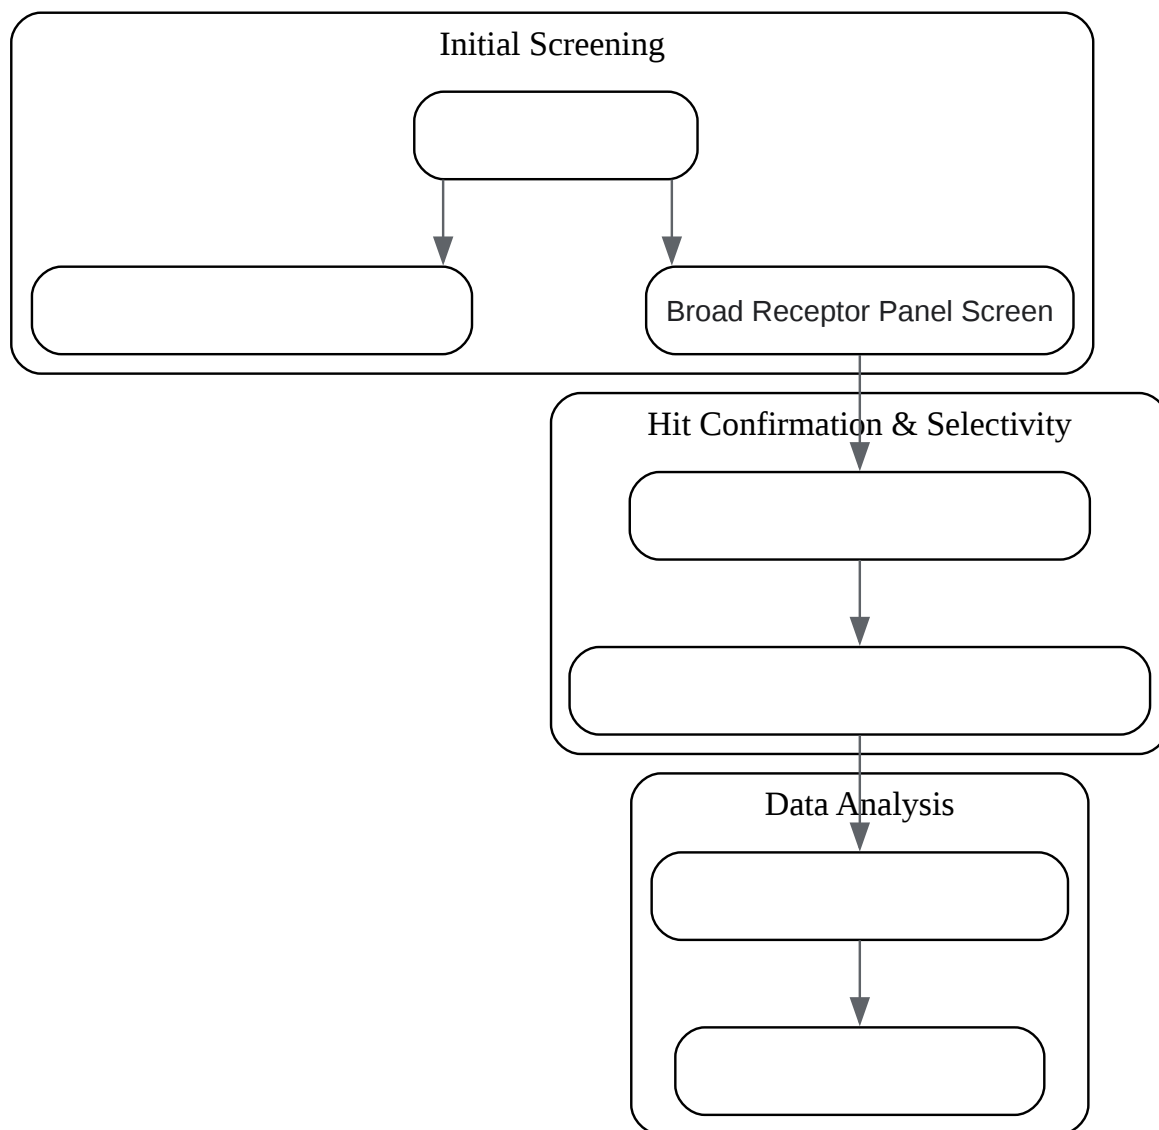 Initial Screening
Broad Receptor Panel Screen
Hit Confirmation & Selectivity
Data Analysis